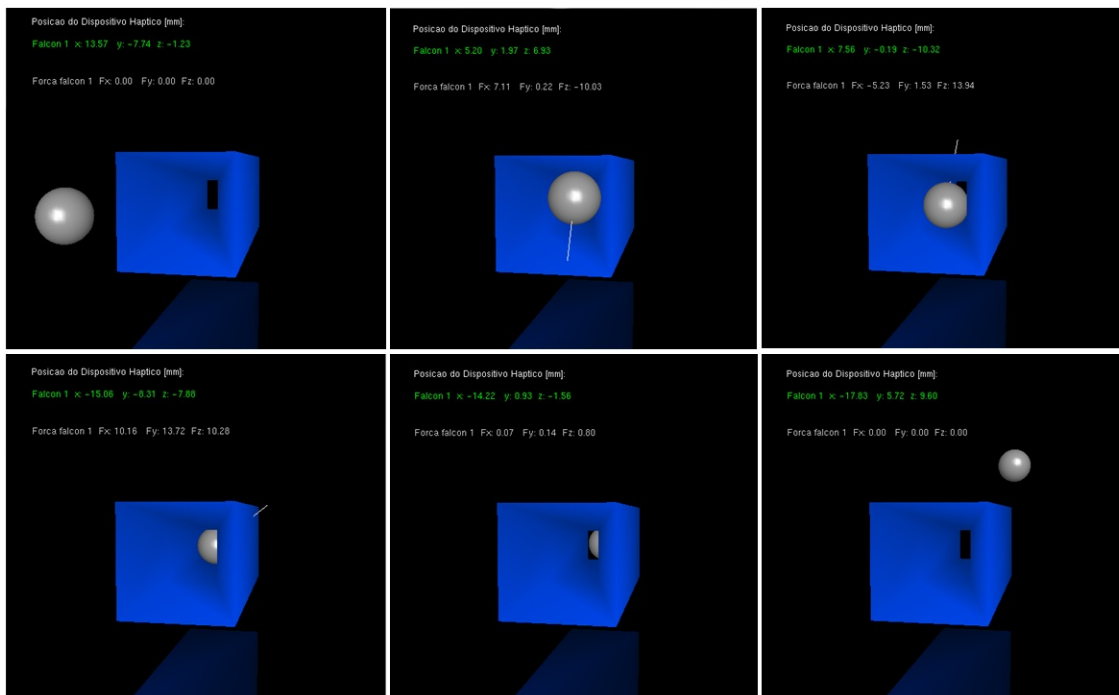 Posicao do Dispositivo Haptico [mm]:
Falcon 1 x: 13.57 y: -7.74 z: -1.23
Forca falcon 1 Fx: 0.00 Fy: 0.00 Fz: 0.00
Posicao do Dispositivo Haptico [mm]:
Falcon 1 x: 5.20 y: 1.97 z: 6.93
Forca falcon 1 Fx: 7.11 Fy: 0.22 Fz: -10.03
Posicao do Dispositivo Haptico [mm]:
Falcon 1 x: 7.56 y: -0.19 z: -10.32
Forca falcon 1 Fx: -5.23 Fy: 1.53 Fz: 13.94
Posicao do Dispositivo Haptico [mm]:
Falcon 1 x: -15.06 y: -8.31 z: -7.88
Forca falcon 1 Fx: 10.16 Fy: 13.72 Fz: 10.28
Posicao do Dispositivo Haptico [mm]:
Falcon 1 x: -14.22 y: 0.93 z: -1.56
Forca falcon 1 Fx: 0.07 Fy: 0.14 Fz: 0.80
Posicao do Dispositivo Haptico [mm]:
Falcon 1 x: -17.83 y: 5.72 z: 9.60
Forca falcon 1 Fx: 0.00 Fy: 0.00 Fz: 0.00